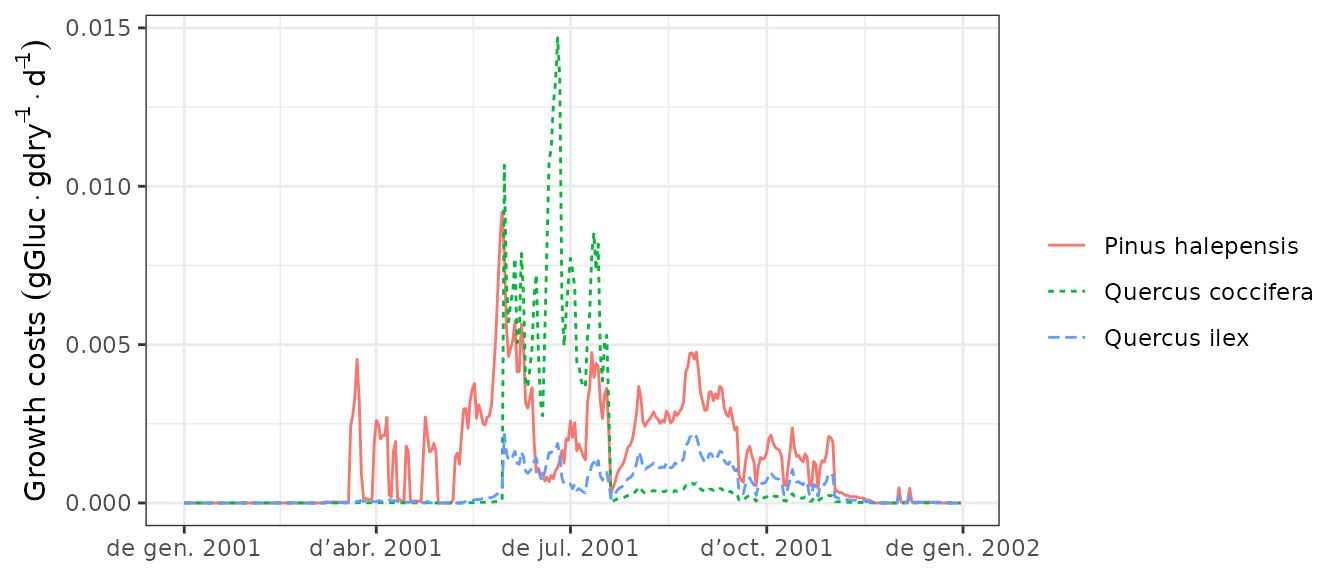 Growth costs (gGluc · gdry⁻¹ · d⁻¹)
0.015
0.010
0.005
0.000
de gen. 2001 d’abr. 2001 de jul. 2001 d’oct. 2001 de gen. 2002
Pinus halepensis
Quercus coccifera
Quercus ilex